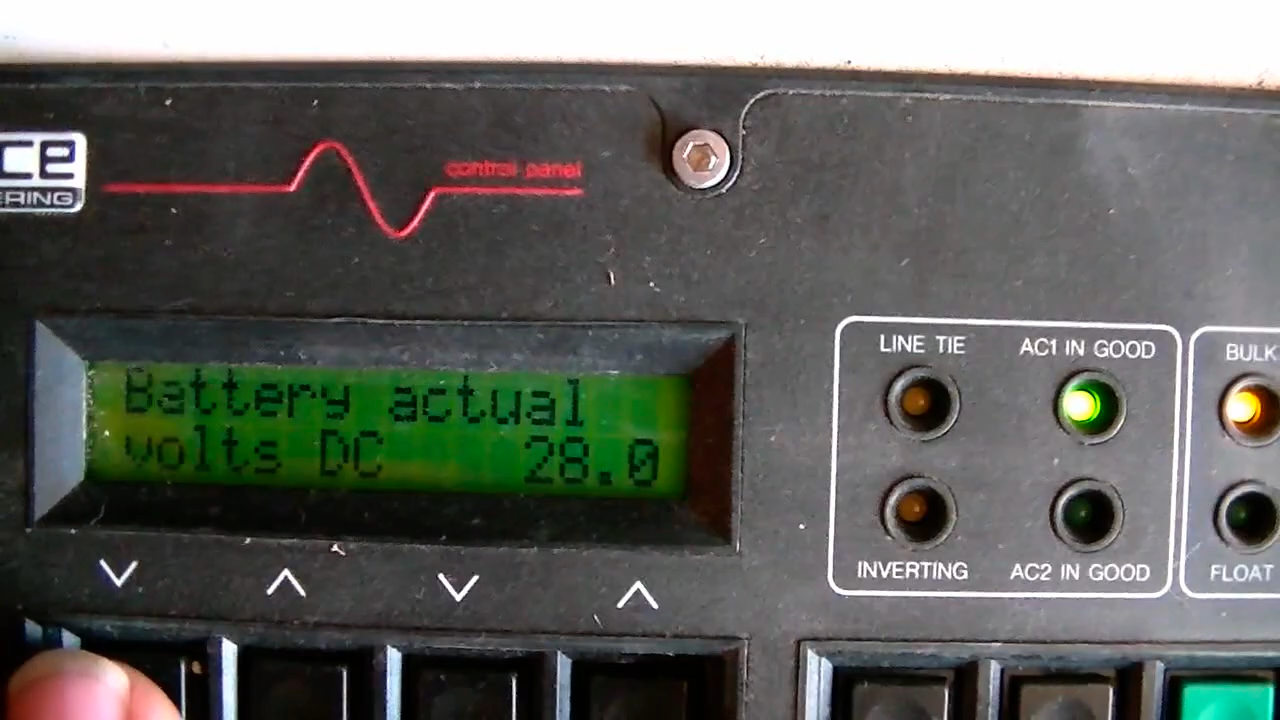 ce
ERING
control panel
Battery actual
volts DC 28.0
LINE TIE
AC1 IN GOOD
BULK
INVERTING
AC2 IN GOOD
FLOAT